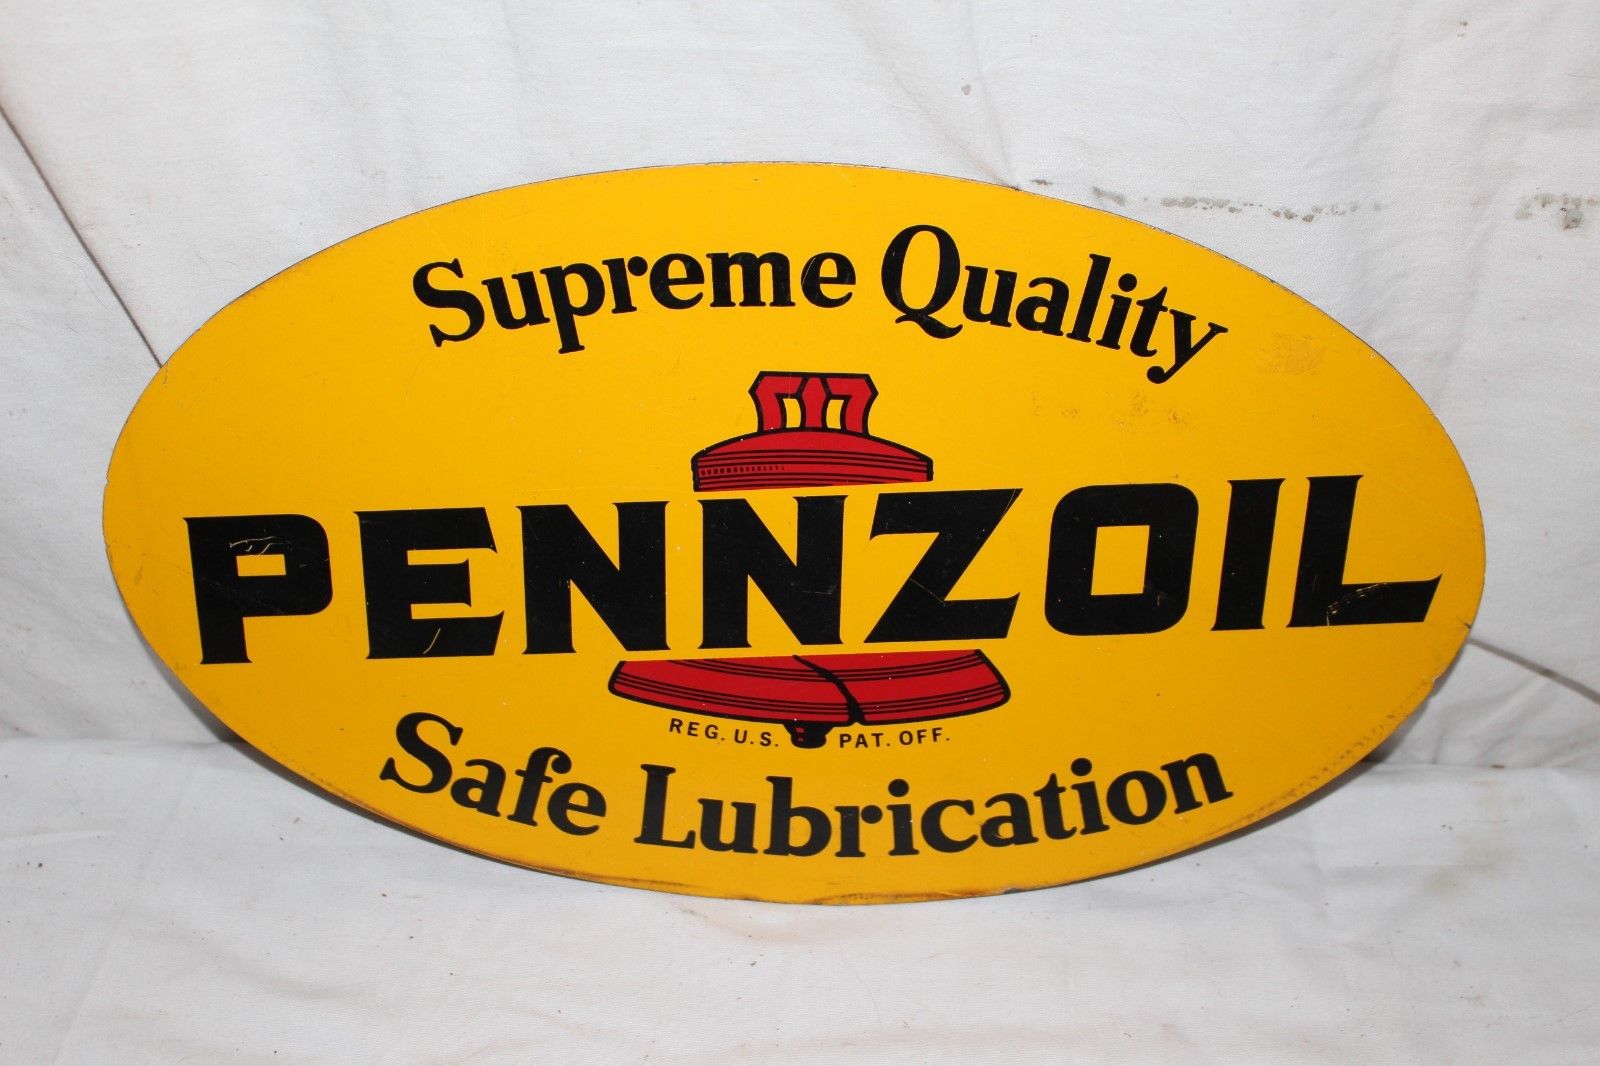 Supreme Quality
PENNZOIL
REG. U.S. PAT. OFF.
Safe Lubrication